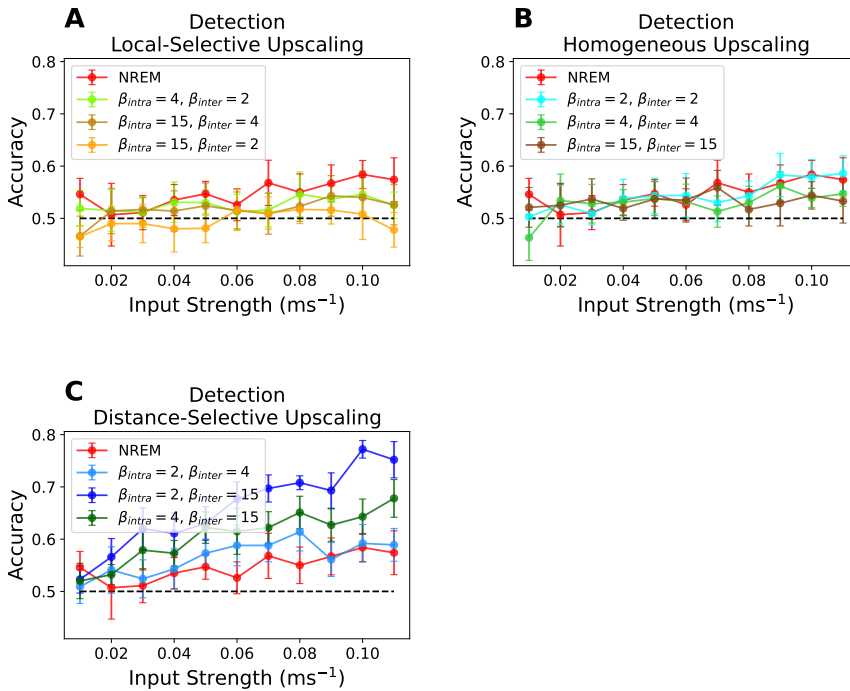 A
Detection
Local-Selective Upscaling
0.8
0.7
0.6
0.5
Accuracy
NREM
β_intra = 4, β_inter = 2
β_intra = 15, β_inter = 4
β_intra = 15, β_inter = 2
0.02 0.04 0.06 0.08 0.10
Input Strength (ms⁻¹)
B
Detection
Homogeneous Upscaling
0.8
0.7
0.6
0.5
Accuracy
NREM
β_intra = 2, β_inter = 2
β_intra = 4, β_inter = 4
β_intra = 15, β_inter = 15
0.02 0.04 0.06 0.08 0.10
Input Strength (ms⁻¹)
C
Detection
Distance-Selective Upscaling
0.8
0.7
0.6
0.5
Accuracy
NREM
β_intra = 2, β_inter = 4
β_intra = 2, β_inter = 15
β_intra = 4, β_inter = 15
0.02 0.04 0.06 0.08 0.10
Input Strength (ms⁻¹)